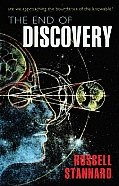 are we approaching the boundaries of the knowable?
THE END OF
DISCOVERY
RUSSELL
STANNARD